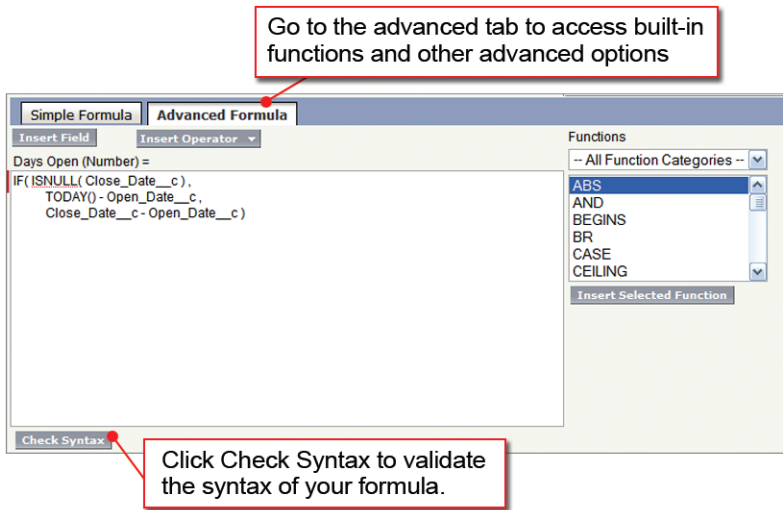 Go to the advanced tab to access built-in
functions and other advanced options
Simple Formula
Advanced Formula
Insert Field
Insert Operator
Functions
Days Open (Number) =
-- All Function Categories --
IF( ISNULL( Close_Date__c ) ,
TODAY() - Open_Date__c ,
Close_Date__c - Open_Date__c )
ABS
AND
BEGINS
BR
CASE
CEILING
Insert Selected Function
Check Syntax
Click Check Syntax to validate
the syntax of your formula.